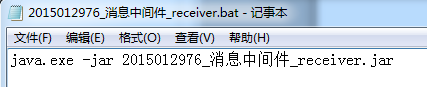 2015012976_消息中间件_receiver.bat - 记事本
文件(F) 编辑(E) 格式(O) 查看(V) 帮助(H)
java.exe -jar 2015012976_消息中间件_receiver.jar